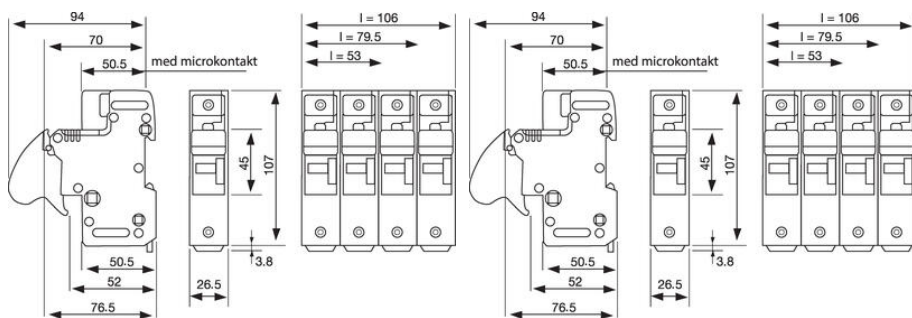 94
70
50.5
med microkontakt
l = 106
l = 79.5
l = 53
45
107
3.8
50.5
52
76.5
26.5
94
70
50.5
med microkontakt
l = 106
l = 79.5
l = 53
45
107
3.8
50.5
52
76.5
26.5